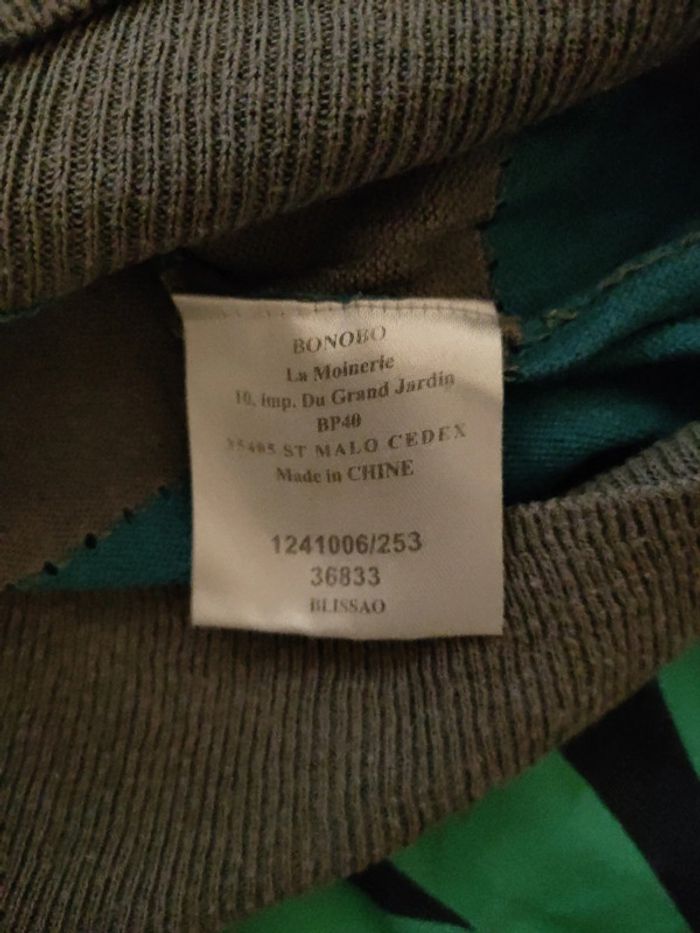 BONOBO
La Moinerie
10, imp. Du Grand Jardin
BP40
35405 ST MALO CEDEX
Made in CHINE
1241006/253
36833
BLISSAO